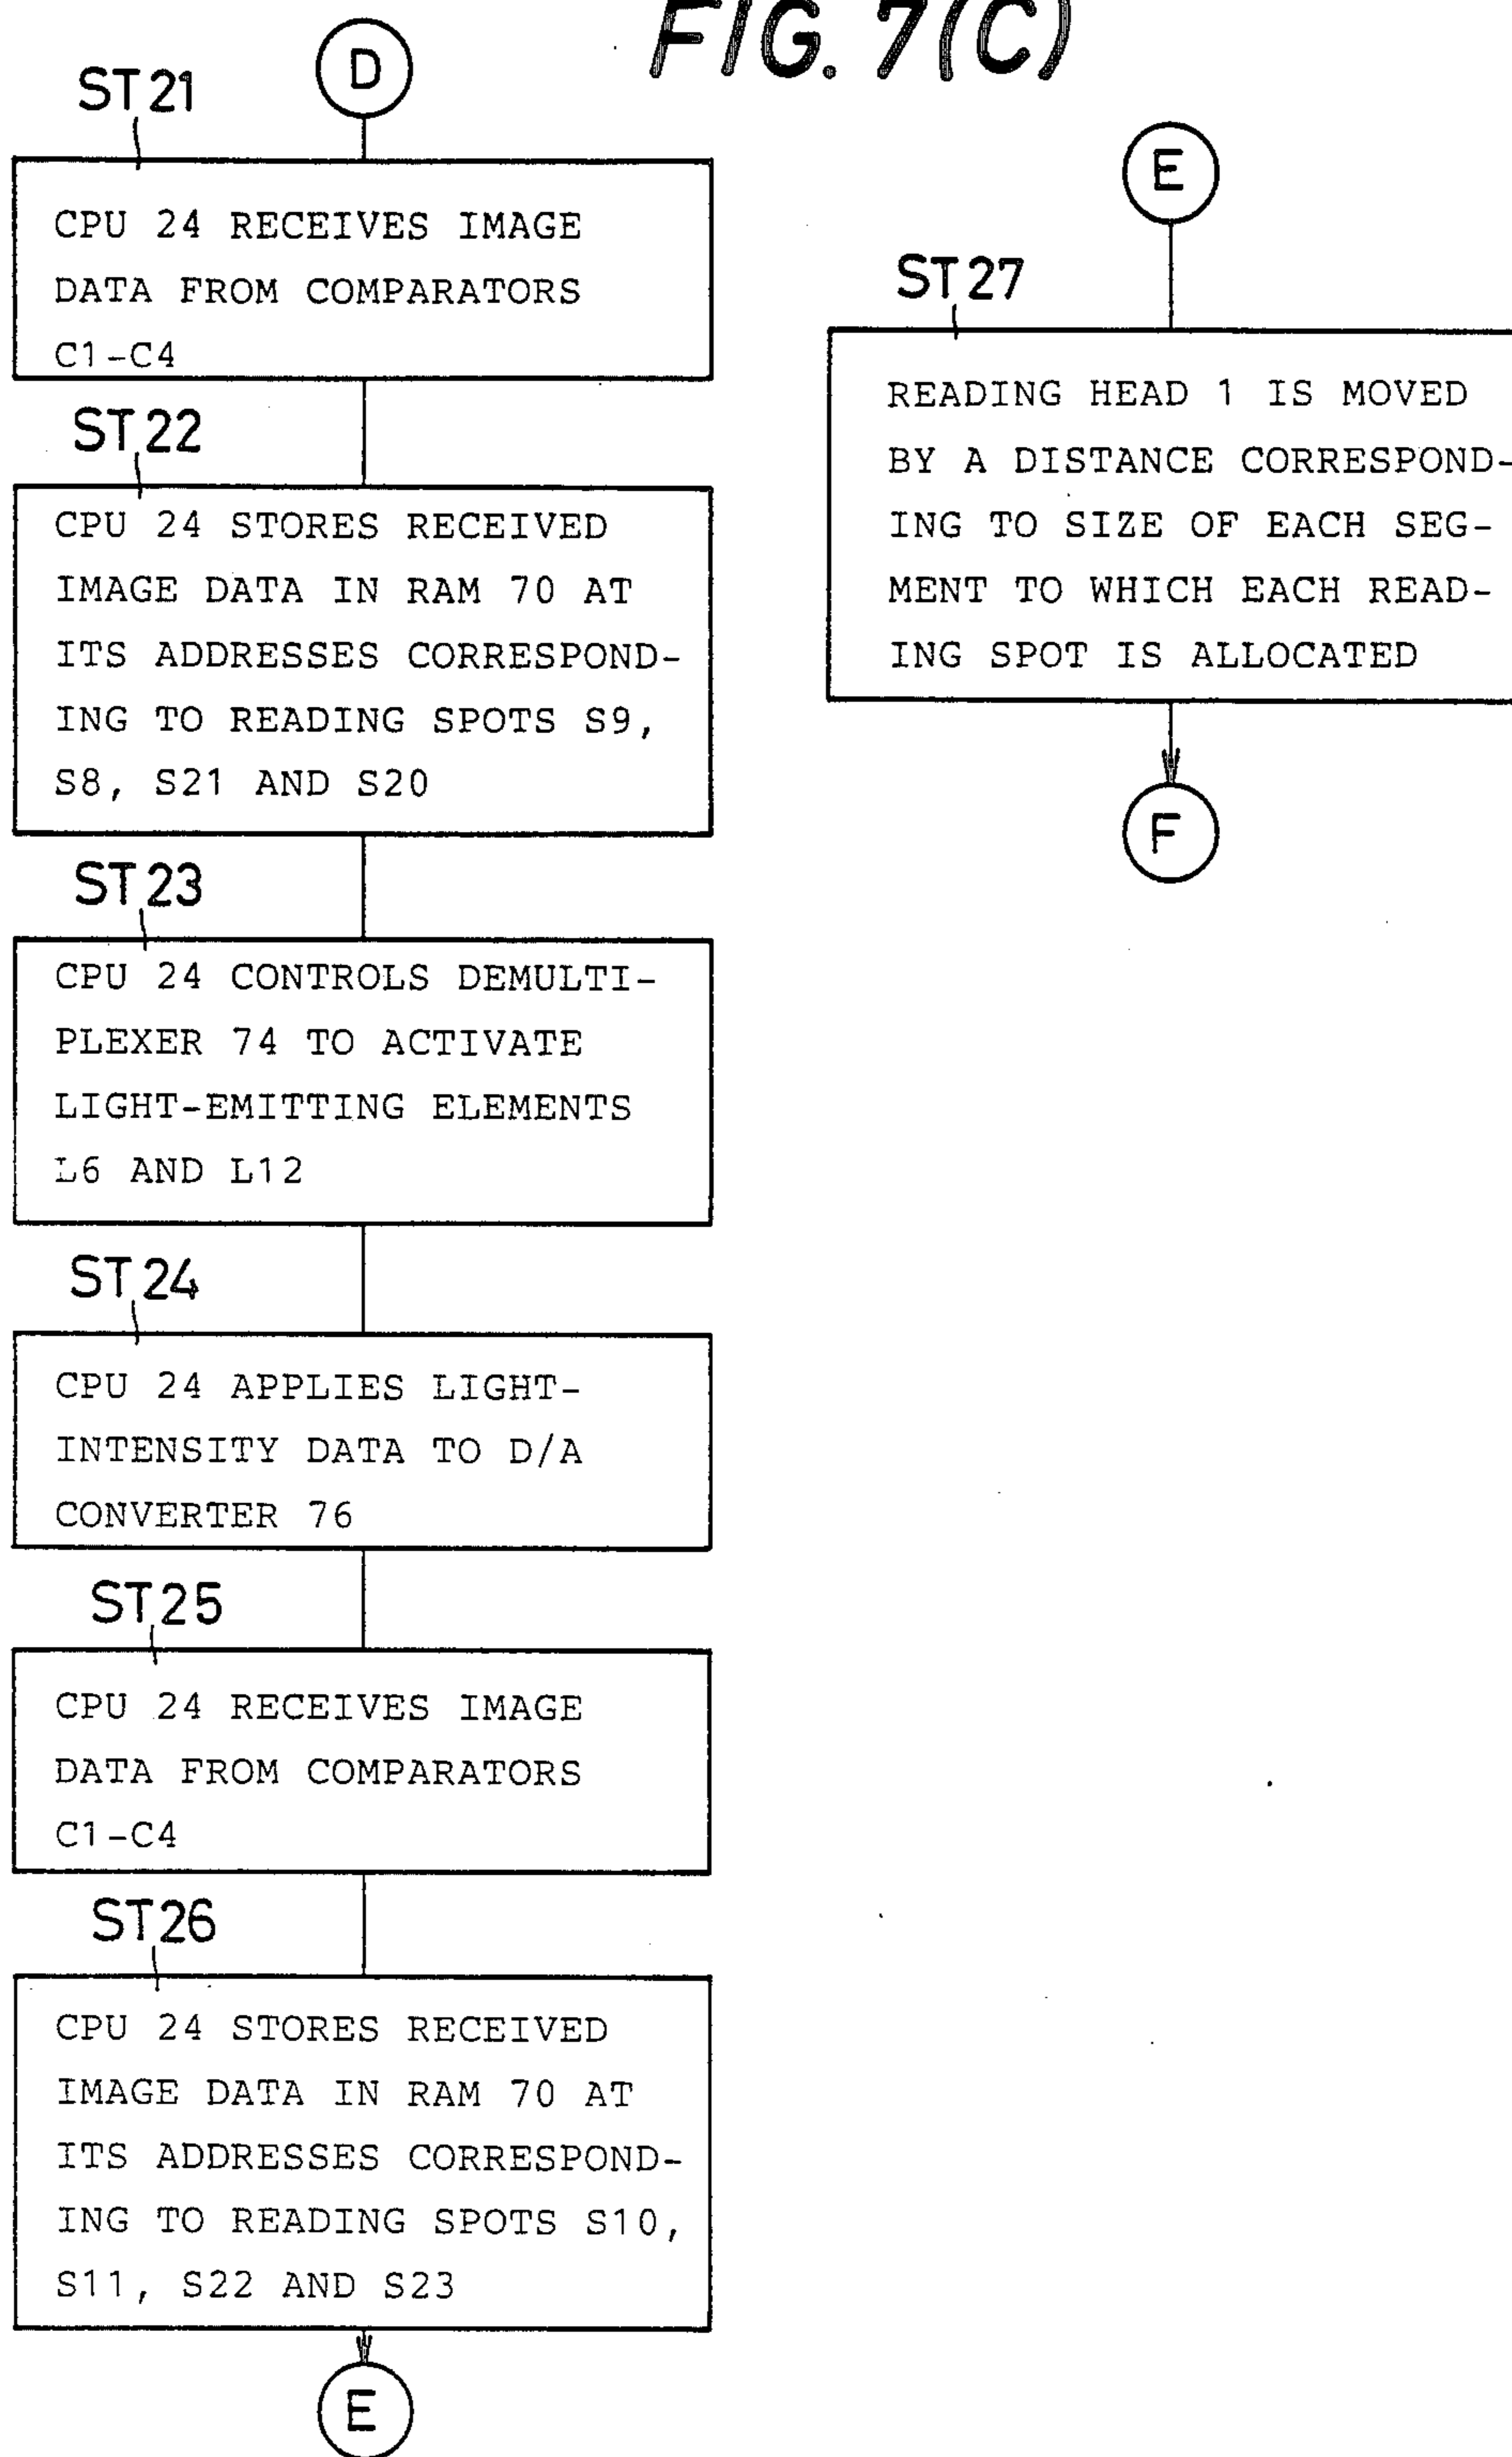 FIG. 7(C)
D
ST21
CPU 24 RECEIVES IMAGE
DATA FROM COMPARATORS
C1-C4
ST22
CPU 24 STORES RECEIVED
IMAGE DATA IN RAM 70 AT
ITS ADDRESSES CORRESPOND-
ING TO READING SPOTS S9,
S8, S21 AND S20
ST23
CPU 24 CONTROLS DEMULTI-
PLEXER 74 TO ACTIVATE
LIGHT-EMITTING ELEMENTS
L6 AND L12
ST24
CPU 24 APPLIES LIGHT-
INTENSITY DATA TO D/A
CONVERTER 76
ST25
CPU 24 RECEIVES IMAGE
DATA FROM COMPARATORS
C1-C4
ST26
CPU 24 STORES RECEIVED
IMAGE DATA IN RAM 70 AT
ITS ADDRESSES CORRESPOND-
ING TO READING SPOTS S10,
S11, S22 AND S23
E
E
ST27
READING HEAD 1 IS MOVED
BY A DISTANCE CORRESPOND-
ING TO SIZE OF EACH SEG-
MENT TO WHICH EACH READ-
ING SPOT IS ALLOCATED
F